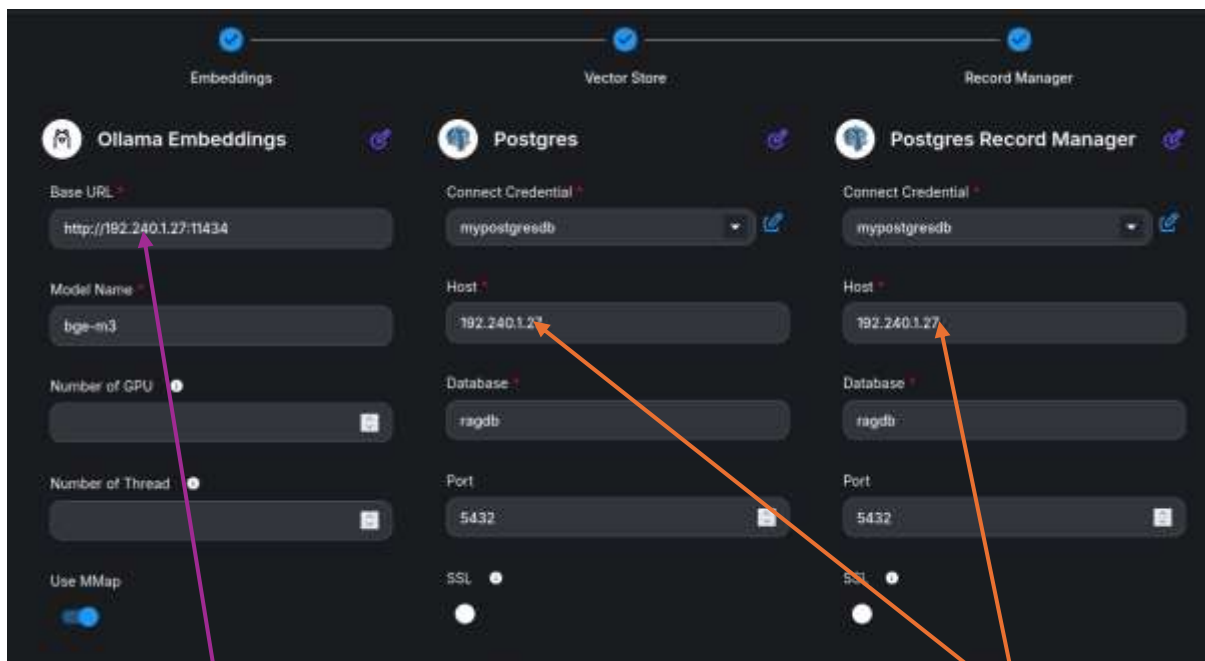 Embeddings
Vector Store
Record Manager
Ollama Embeddings
Postgres
Postgres Record Manager
Base URL *
Connect Credential *
Connect Credential *
http://192.240.1.27:11434
mypostgresdb
mypostgresdb
Model Name *
Host *
Host *
bge-m3
192.240.1.27
192.240.1.27
Number of GPU
Database *
Database *
ragdb
ragdb
Number of Thread
Port
Port
5432
5432
Use MMap
SSL
SSL